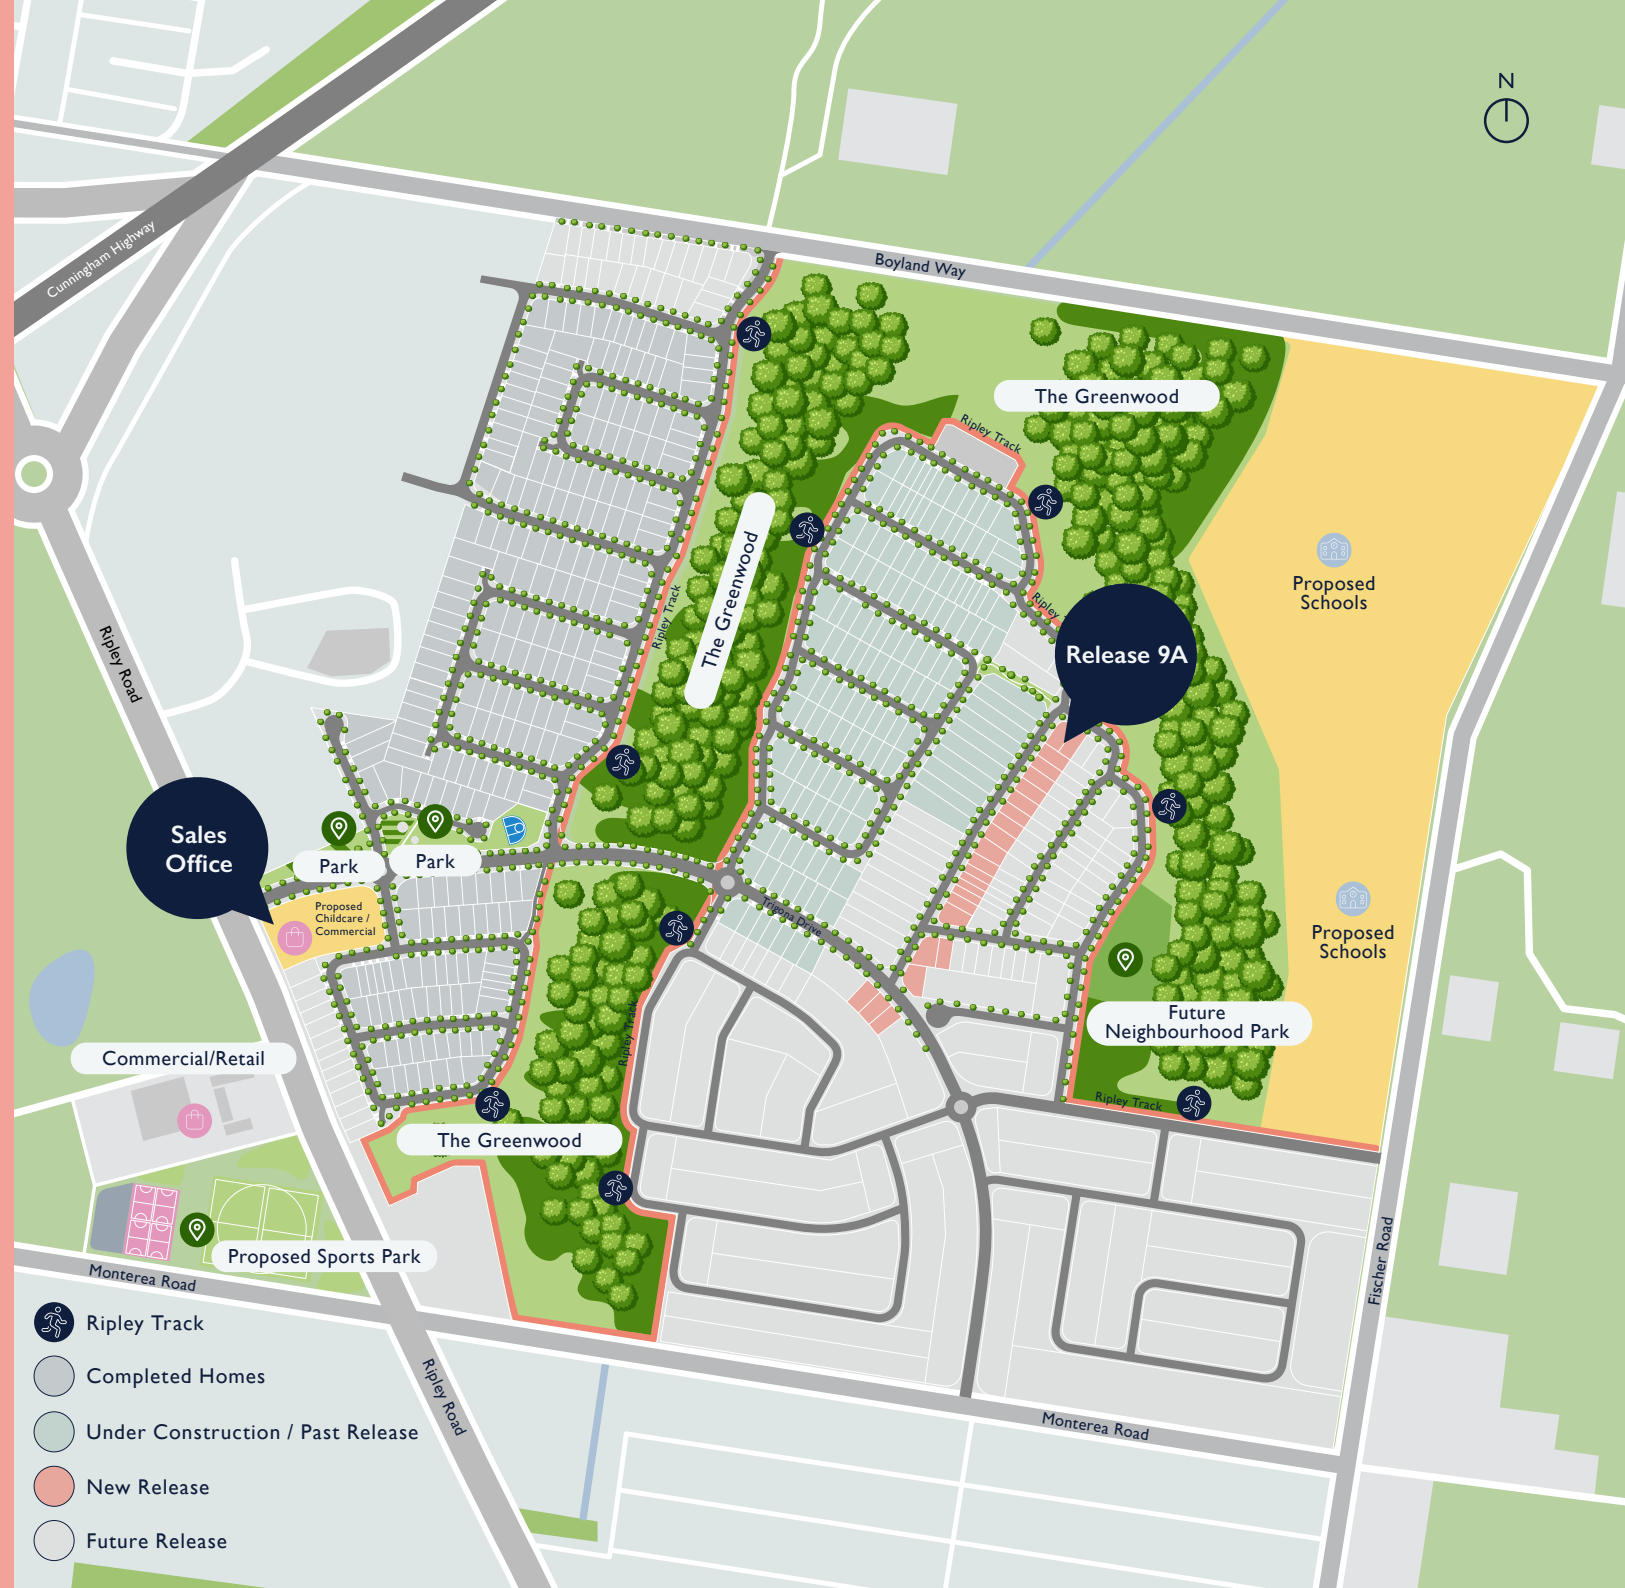 N
Cunningham Highway
Boyland Way
The Greenwood
Ripley Track
The Greenwood
Ripley Track
Ripley
Release 9A
Proposed
Schools
Ripley Road
Sales
Office
Park
Park
Proposed
Childcare /
Commercial
Trigona Drive
Proposed
Schools
Future
Neighbourhood Park
Ripley Track
Ripley Track
Commercial/Retail
The Greenwood
Proposed Sports Park
Monterea Road
Fischer Road
Ripley Road
Monterea Road
Ripley Track
Completed Homes
Under Construction / Past Release
New Release
Future Release